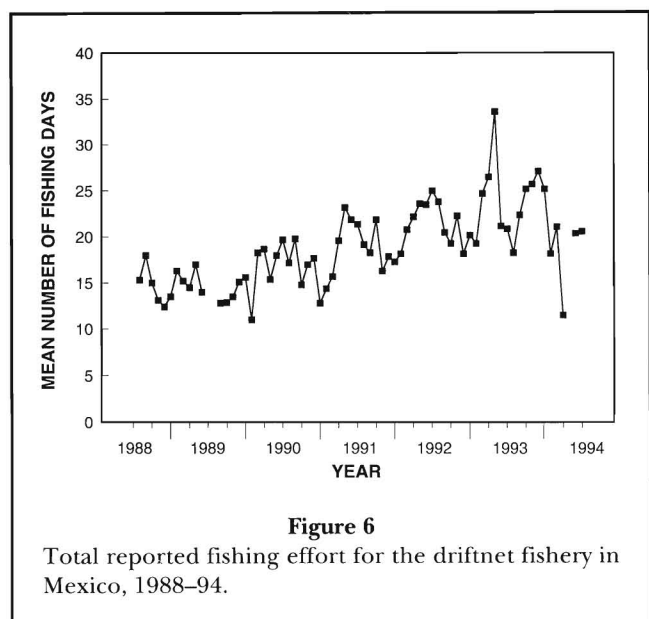 40
35
30
25
20
15
10
5
0
MEAN NUMBER OF FISHING DAYS
1988 1989 1990 1991 1992 1993 1994
YEAR
Figure 6
Total reported fishing effort for the driftnet fishery in
Mexico, 1988–94.